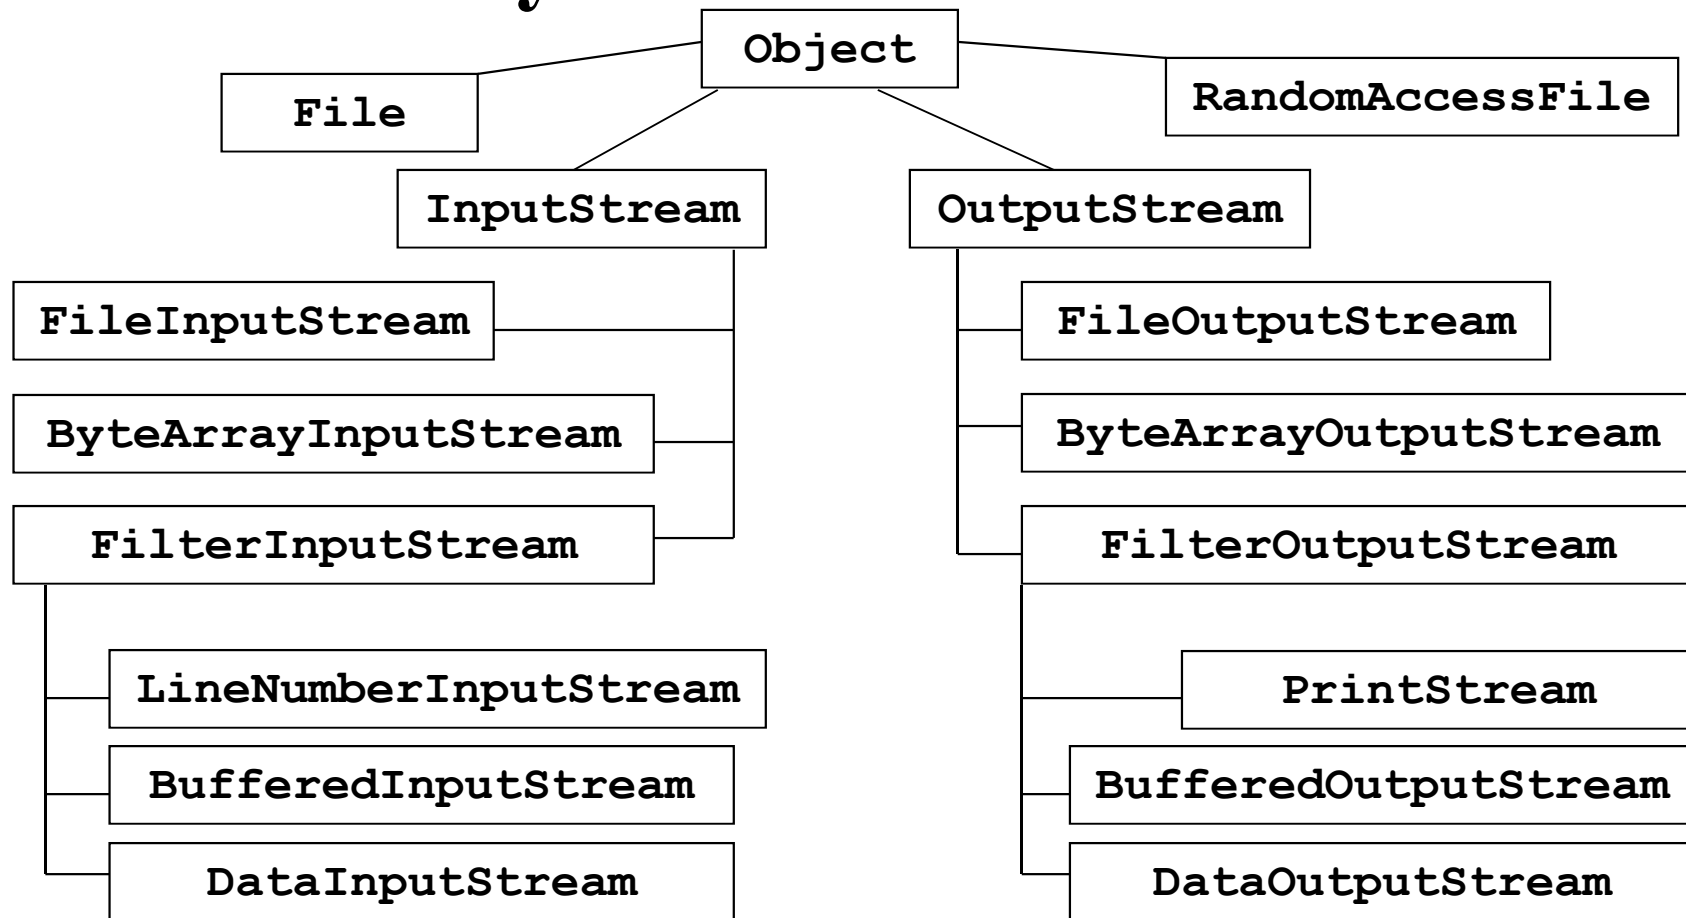 Object
File
RandomAccessFile
InputStream
OutputStream
FileInputStream
FileOutputStream
ByteArrayInputStream
ByteArrayOutputStream
FilterInputStream
FilterOutputStream
LineNumberInputStream
PrintStream
BufferedInputStream
BufferedOutputStream
DataInputStream
DataOutputStream